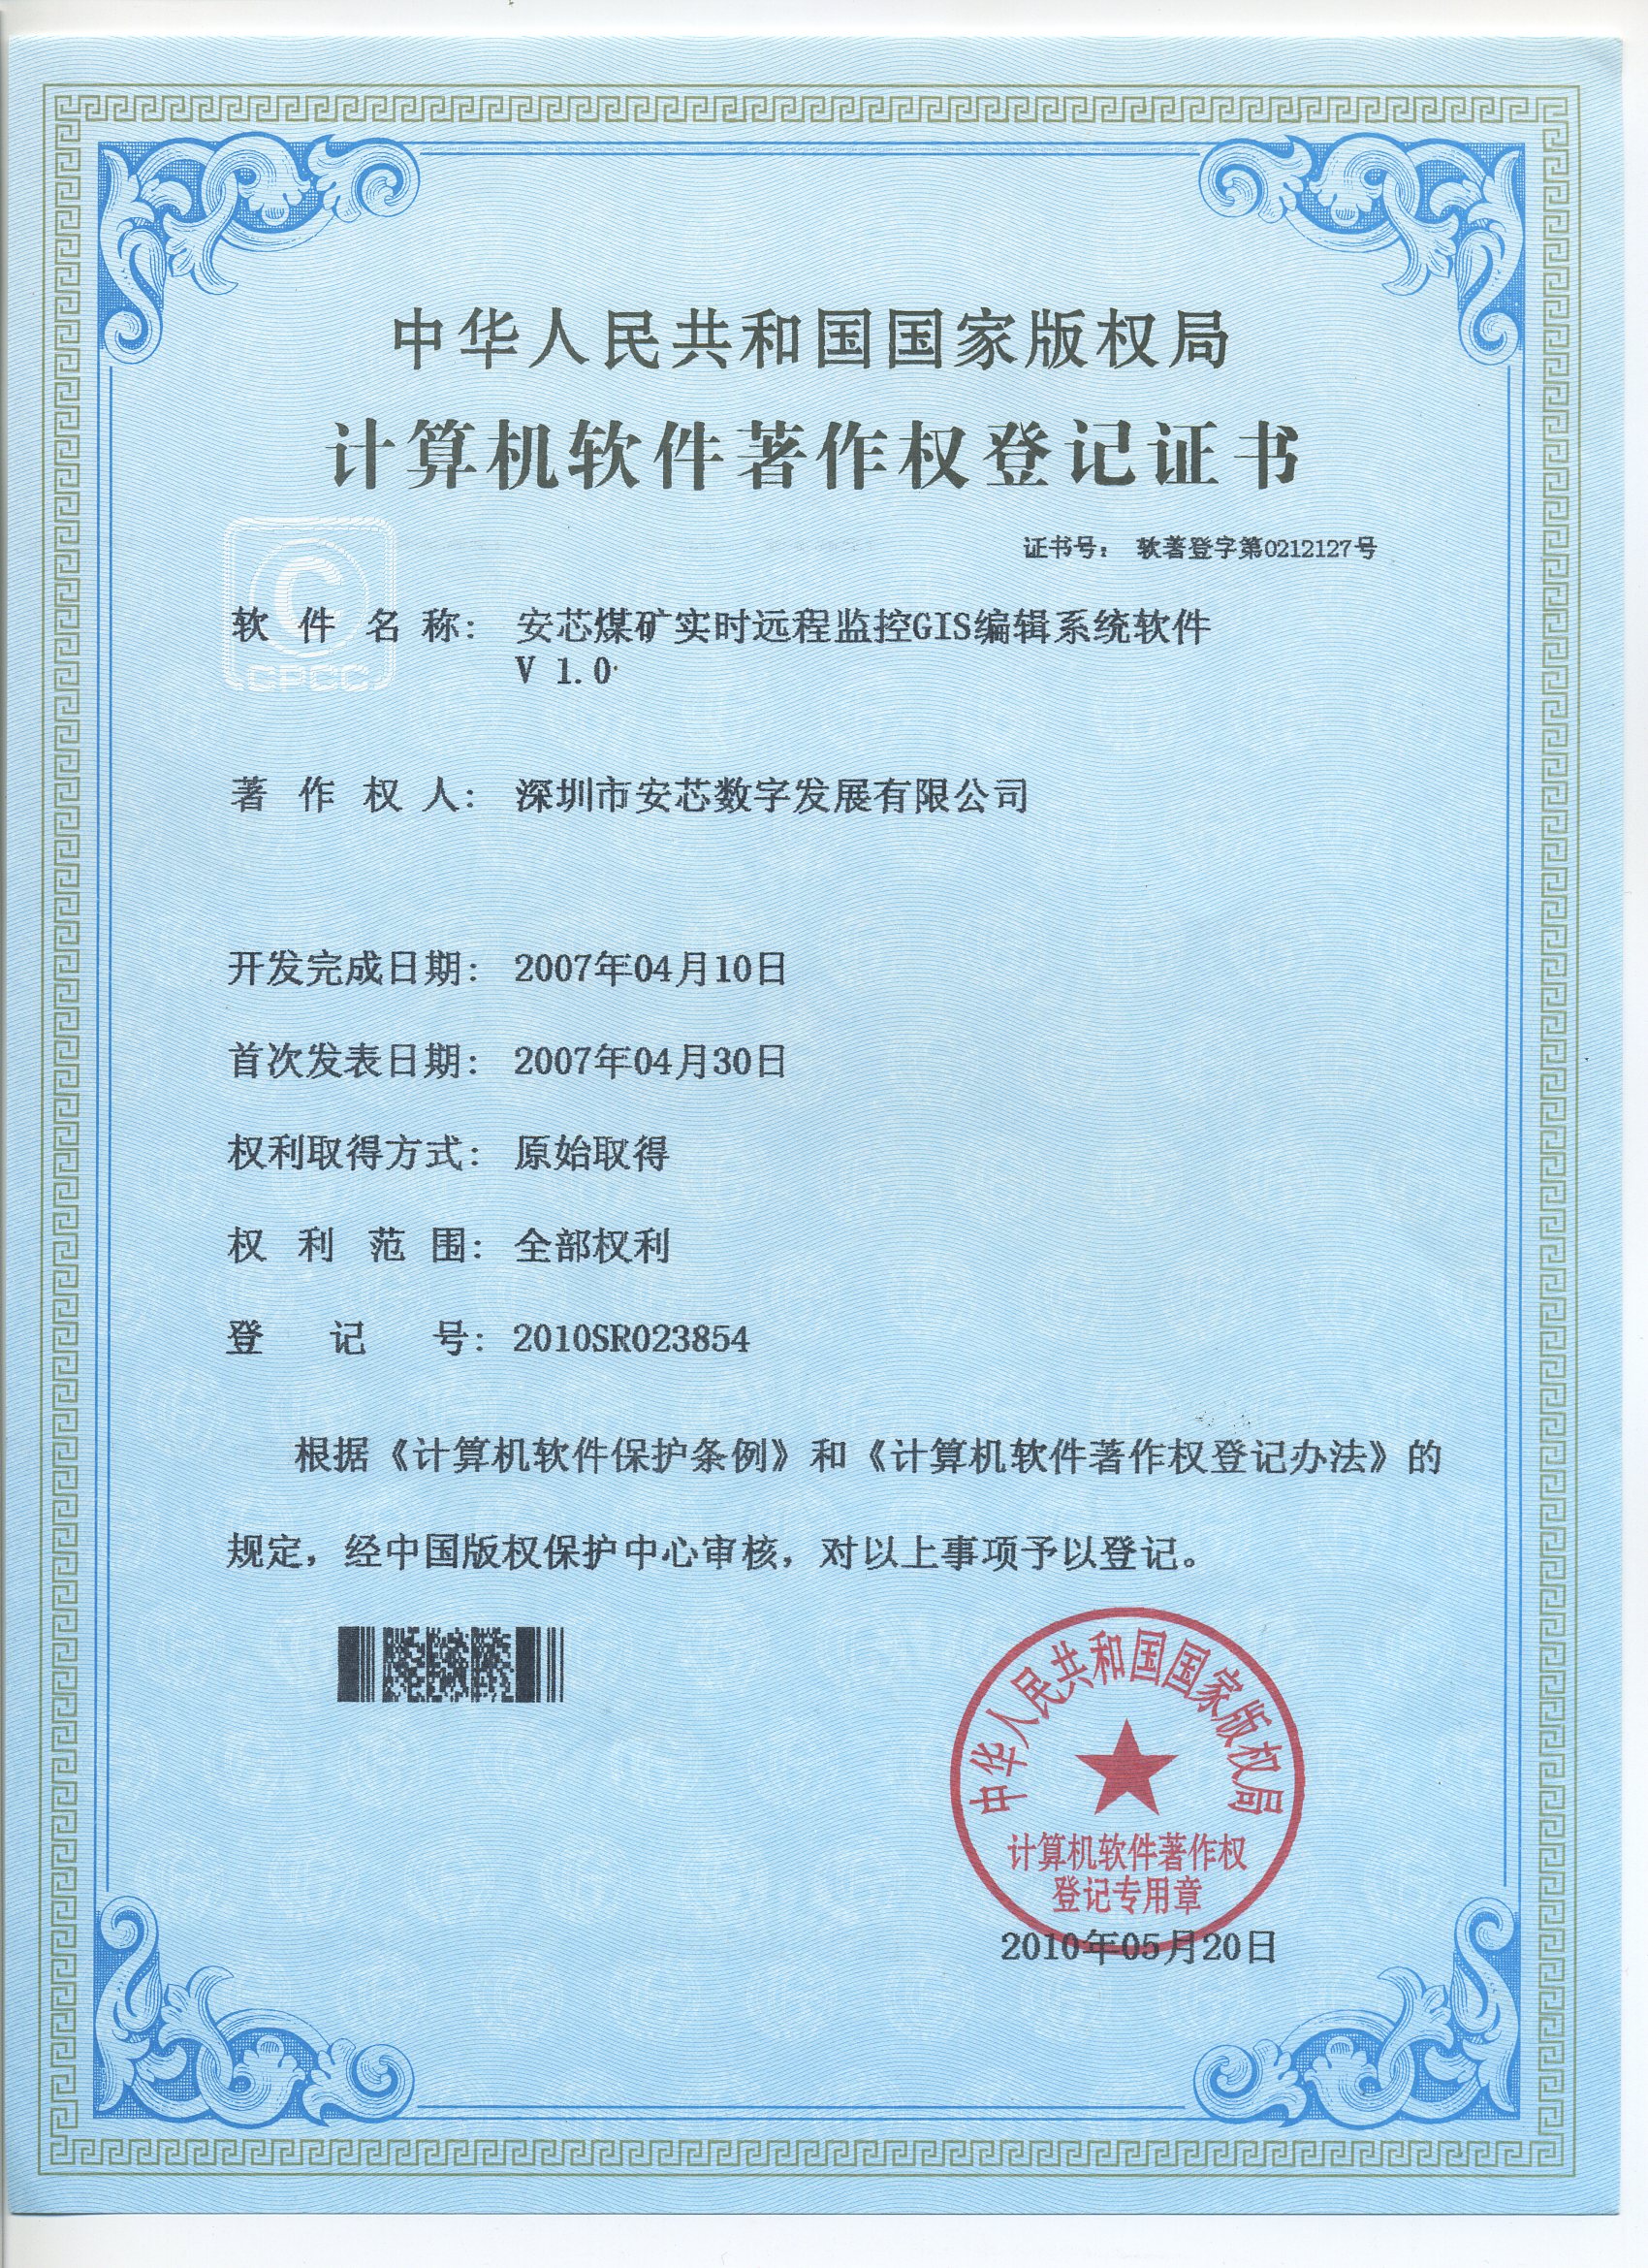 中华人民共和国国家版权局
计算机软件著作权登记证书
证书号： 软著登字第0212127号
CPCC
软件名称： 安芯煤矿实时远程监控GIS编辑系统软件
V 1.0
著作权人： 深圳市安芯数字发展有限公司
开发完成日期： 2007年04月10日
首次发表日期： 2007年04月30日
权利取得方式： 原始取得
权利范围： 全部权利
登记号： 2010SR023854
根据《计算机软件保护条例》和《计算机软件著作权登记办法》的
规定，经中国版权保护中心审核，对以上事项予以登记。
中华人民共和国国家版权局
计算机软件著作权
登记专用章
2010年05月20日